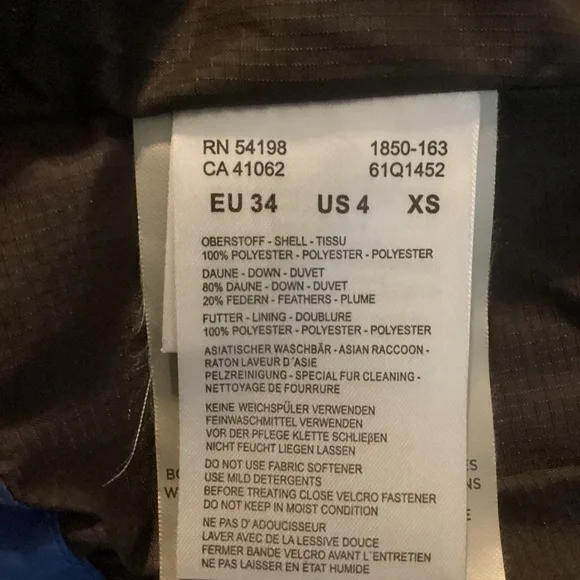 RN 54198 1850-163
CA 41062 61Q1452
EU 34 US 4 XS
OBERSTOFF - SHELL - TISSU
100% POLYESTER - POLYESTER - POLYESTER
DAUNE - DOWN - DUVET
80% DAUNE - DOWN - DUVET
20% FEDERN - FEATHERS - PLUME
FUTTER - LINING - DOUBLURE
100% POLYESTER - POLYESTER - POLYESTER
ASIATISCHER WASCHBÄR - ASIAN RACCOON -
RATON LAVEUR D´ASIE
PELZREINIGUNG - SPECIAL FUR CLEANING -
NETTOYAGE DE FOURRURE
KEINE WEICHSPÜLER VERWENDEN
FEINWASCHMITTEL VERWENDEN
VOR DER PFLEGE KLETTE SCHLIEßEN
NICHT FEUCHT LIEGEN LASSEN
DO NOT USE FABRIC SOFTENER
USE MILD DETERGENTS
BEFORE TREATING CLOSE VELCRO FASTENER
DO NOT KEEP IN MOIST CONDITION
NE PAS D' ADOUCISSEUR
LAVER AVEC DE LA LESSIVE DOUCE
FERMER BANDE VELCRO AVANT L´ENTRETIEN
NE PAS LAISSER EN ÉTAT HUMIDE